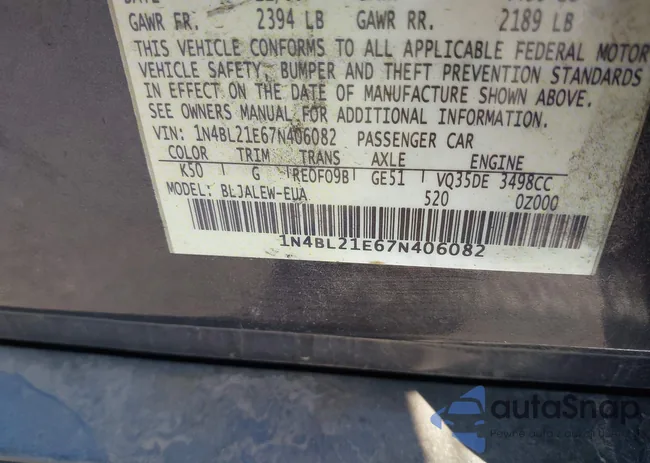 GAWR FR. 2394 LB GAWR RR. 2189 LB
THIS VEHICLE CONFORMS TO ALL APPLICABLE FEDERAL MOTOR
VEHICLE SAFETY, BUMPER AND THEFT PREVENTION STANDARDS
IN EFFECT ON THE DATE OF MANUFACTURE SHOWN ABOVE.
SEE OWNERS MANUAL FOR ADDITIONAL INFORMATION.
VIN: 1N4BL21E67N406082 PASSENGER CAR
COLOR TRIM TRANS AXLE ENGINE
K50 G RE0F09B GE51 VQ35DE 3498CC
MODEL: BLJALEW-EUA 520 0Z000
1N4BL21E67N406082
autoSnap